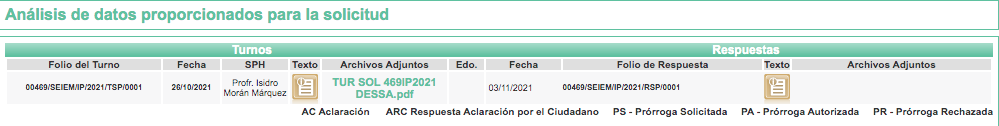 Análisis de datos proporcionados para la solicitud
Turnos Respuestas
Folio del Turno Fecha SPH Texto Archivos Adjuntos Edo. Fecha Folio de Respuesta Texto Archivos Adjuntos
00469/SEIEM/IP/2021/TSP/0001 26/10/2021 Profr. Isidro Morán Márquez TUR SOL 469IP2021 DESSA.pdf 03/11/2021 00469/SEIEM/IP/2021/RSP/0001
AC Aclaración ARC Respuesta Aclaración por el Ciudadano PS - Prórroga Solicitada PA - Prórroga Autorizada PR - Prórroga Rechazada